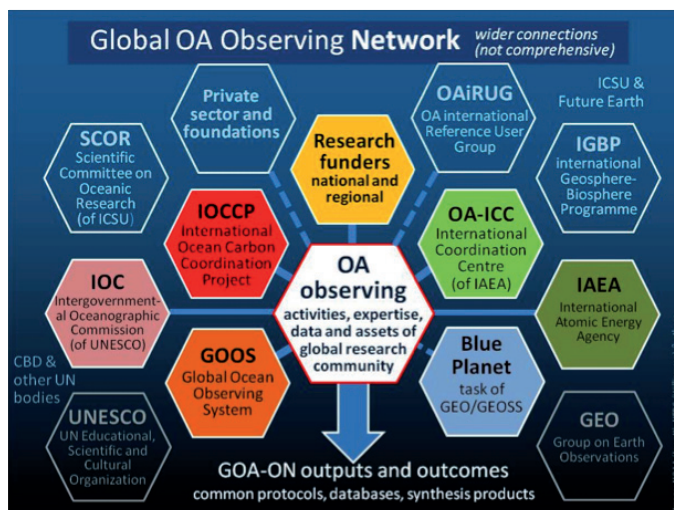 Global OA Observing Network
wider connections
(not comprehensive)
Private
sector and
foundations
OAiRUG
OA international
Reference User
Group
ICSU &
Future Earth
SCOR
Scientific
Committee on
Oceanic
Research
(of ICSU)
Research
funders
national and
regional
IGBP
international
Geosphere-
Biosphere
Programme
IOCCP
International
Ocean Carbon
Coordination
Project
OA-ICC
International
Coordination
Centre
(of IAEA)
IOC
Intergovernment-
al Oceanographic
Commission
(of UNESCO)
OA
observing
activities, expertise,
data and assets of
global research
community
IAEA
International
Atomic Energy
Agency
GOOS
Global Ocean
Observing
System
Blue
Planet
task of
GEO/GEOSS
CBD &
other UN
bodies
UNESCO
UN Educational,
Scientific and
Cultural
Organization
GEO
Group on Earth
Observations
GOA-ON outputs and outcomes
common protocols, databases, synthesis products